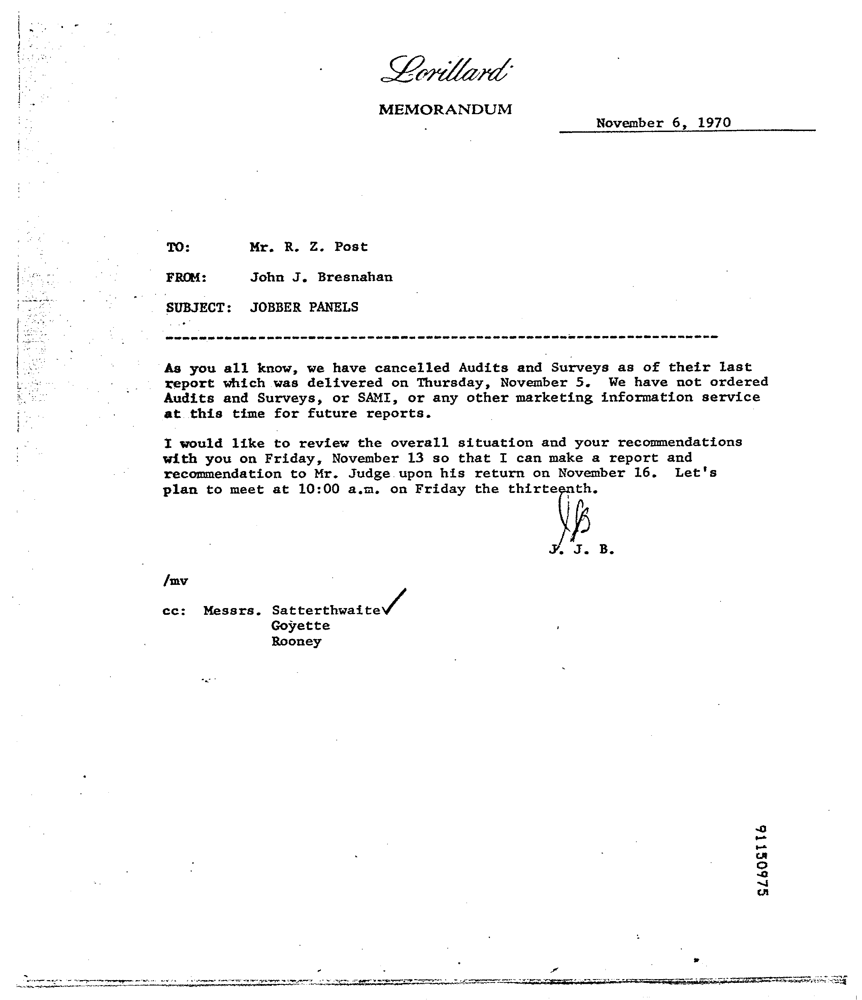 Lorillard
MEMORANDUM
November 6, 1970
TO: Mr. R. Z. Post
FROM: John J. Bresnahan
SUBJECT: JOBBER PANELS
As you all know, we have cancelled Audits and Surveys as of their last
report which was delivered on Thursday, November 5. We have not ordered
Audits and Surveys, or SAMI, or any other marketing information service
at this time for future reports.
I would like to review the overall situation and your recommendations
with you on Friday, November 13 so that I can make a report and
recommendation to Mr. Judge upon his return on November 16. Let's
plan to meet at 10:00 a.m. on Friday the thirteenth.
JB
J. J. B.
/mv
cc: Messrs. Satterthwaite
Goyette
Rooney
91150975